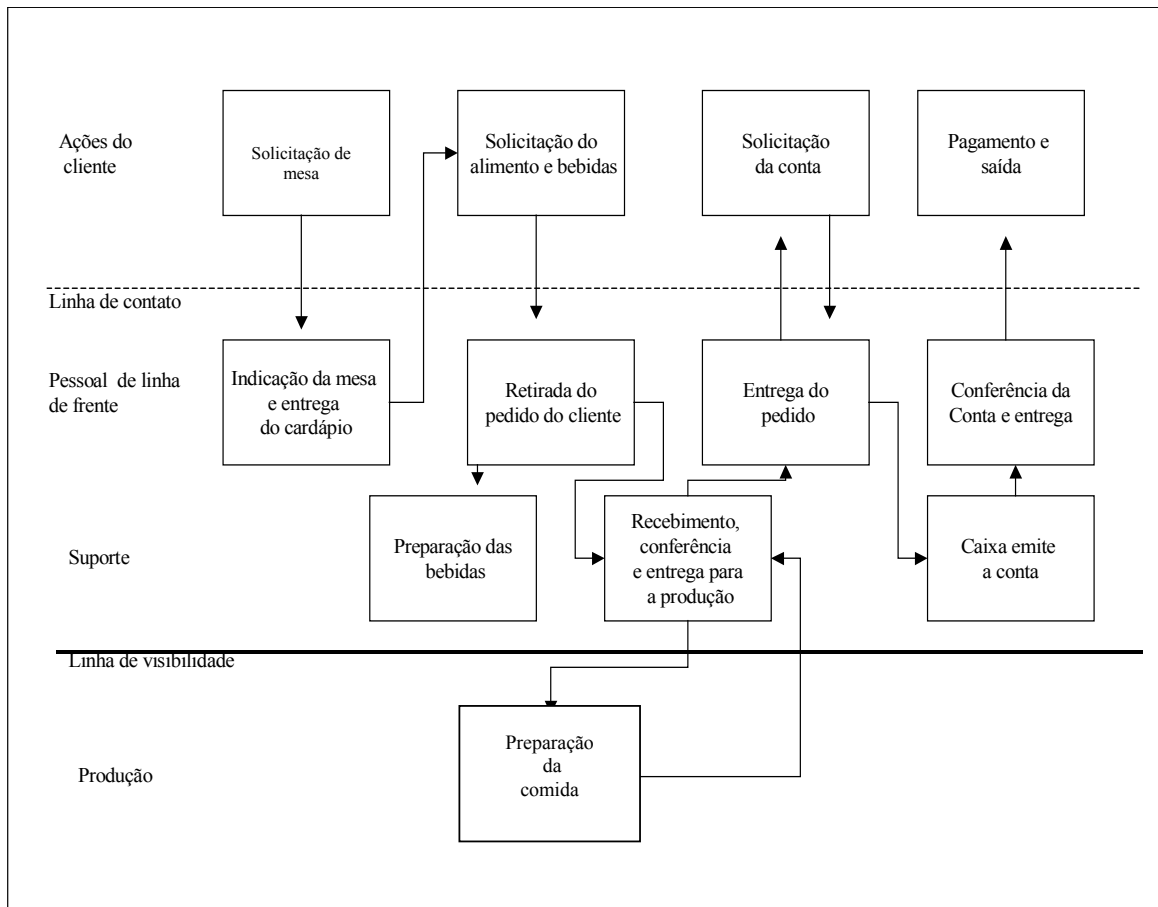 Ações do
cliente
Solicitação de
mesa
Solicitação do
alimento e bebidas
Solicitação
da conta
Pagamento e
saída
Linha de contato
Pessoal de linha
de frente
Indicação da mesa
e entrega
do cardápio
Retirada do
pedido do cliente
Entrega do
pedido
Conferência da
Conta e entrega
Suporte
Preparação das
bebidas
Recebimento,
conferência
e entrega para
a produção
Caixa emite
a conta
Linha de visibilidade
Produção
Preparação
da
comida